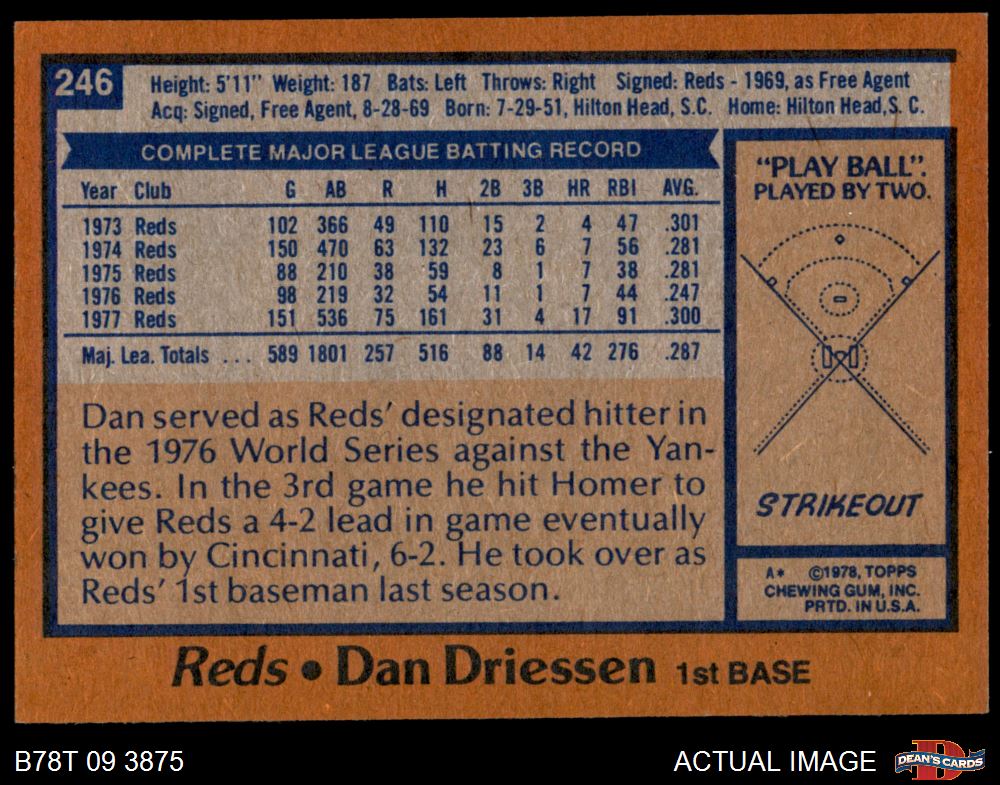 246
Height: 5'11" Weight: 187 Bats: Left Throws: Right Signed: Reds - 1969, as Free Agent
Acq: Signed, Free Agent, 8-28-69 Born: 7-29-51, Hilton Head, S.C. Home: Hilton Head, S. C.
COMPLETE MAJOR LEAGUE BATTING RECORD
Year Club G AB R H 2B 3B HR RBI AVG.
1973 Reds 102 366 49 110 15 2 4 47 .301
1974 Reds 150 470 63 132 23 6 7 56 .281
1975 Reds 88 210 38 59 8 1 7 38 .281
1976 Reds 98 219 32 54 11 1 7 44 .247
1977 Reds 151 536 75 161 31 4 17 91 .300
Maj. Lea. Totals . . . 589 1801 257 516 88 14 42 276 .287
Dan served as Reds' designated hitter in
the 1976 World Series against the Yan-
kees. In the 3rd game he hit Homer to
give Reds a 4-2 lead in game eventually
won by Cincinnati, 6-2. He took over as
Reds' 1st baseman last season.
"PLAY BALL":
PLAYED BY TWO.
STRIKEOUT
A* ©1978, TOPPS
CHEWING GUM, INC.
PRTD. IN U.S.A.
Reds • Dan Driessen 1st BASE
B78T 09 3875
ACTUAL IMAGE
D
DEAN'S CARDS